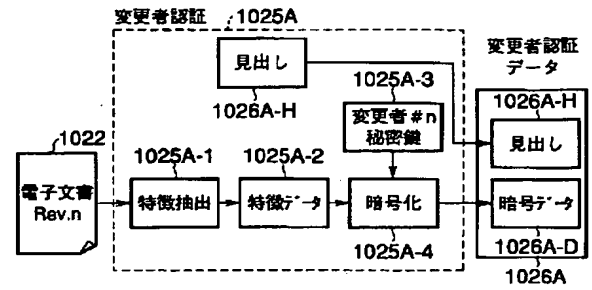 変更者認証
1025A
見出し
1026A-H
1025A-3
変更者#n
秘密鍵
変更者認証
データ
1026A-H
見出し
1022
電子文書
Rev.n
1025A-1
特徴抽出
1025A-2
特徴データ
暗号化
1025A-4
暗号データ
1026A-D
1026A